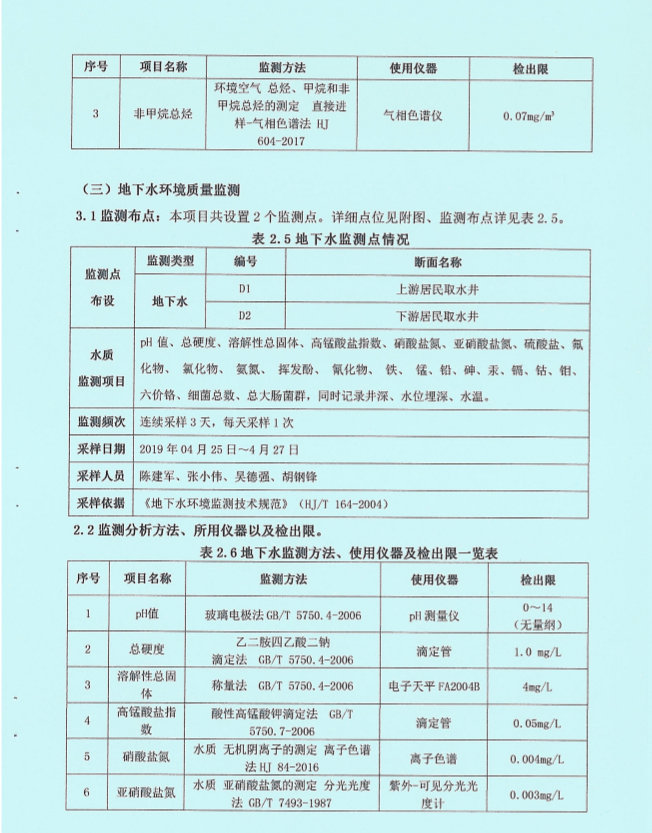 序号 项目名称 监测方法 使用仪器 检出限
环境空气 总烃、甲烷和非
3 非甲烷总烃 甲烷总烃的测定 直接进 气相色谱仪 0.07mg/m³
样-气相色谱法 HJ
604-2017
（三）地下水环境质量监测
3.1 监测布点：本项目共设置 2 个监测点。详细点位见附图、监测布点详见表 2.5。
表 2.5 地下水监测点情况
监测点 监测类型 编号 断面名称
布设 地下水 D1 上游居民取水井
D2 下游居民取水井
水质 pH 值、总硬度、溶解性总固体、高锰酸盐指数、硝酸盐氮、亚硝酸盐氮、硫酸盐、氟
监测项目 化物、 氯化物、 氨氮、 挥发酚、 氰化物、 铁、 锰、铅、砷、汞、镉、钴、钼、
六价铬、细菌总数、总大肠菌群，同时记录井深、水位埋深、水温。
监测频次 连续采样 3 天，每天采样 1 次
采样日期 2019 年 04 月 25 日～4 月 27 日
采样人员 陈建军、张小伟、吴德强、胡钢锋
采样依据 《地下水环境监测技术规范》（HJ/T 164-2004）
2.2 监测分析方法、所用仪器以及检出限。
表 2.6 地下水监测方法、使用仪器及检出限一览表
序号 项目名称 监测方法 使用仪器 检出限
1 pH值 玻璃电极法 GB/T 5750.4-2006 pH 测量仪 0～14
（无量纲）
2 总硬度 乙二胺四乙酸二钠
滴定法 GB/T 5750.4-2006 滴定管 1.0 mg/L
3 溶解性总固
体 称量法 GB/T 5750.4-2006 电子天平 FA2004B 4mg/L
4 高锰酸盐指
数 酸性高锰酸钾滴定法 GB/T
5750.7-2006 滴定管 0.05mg/L
5 硝酸盐氮 水质 无机阴离子的测定 离子色谱
法 HJ 84-2016 离子色谱 0.004mg/L
6 亚硝酸盐氮 水质 亚硝酸盐氮的测定 分光光度
法 GB/T 7493-1987 紫外-可见分光光
度计 0.003mg/L